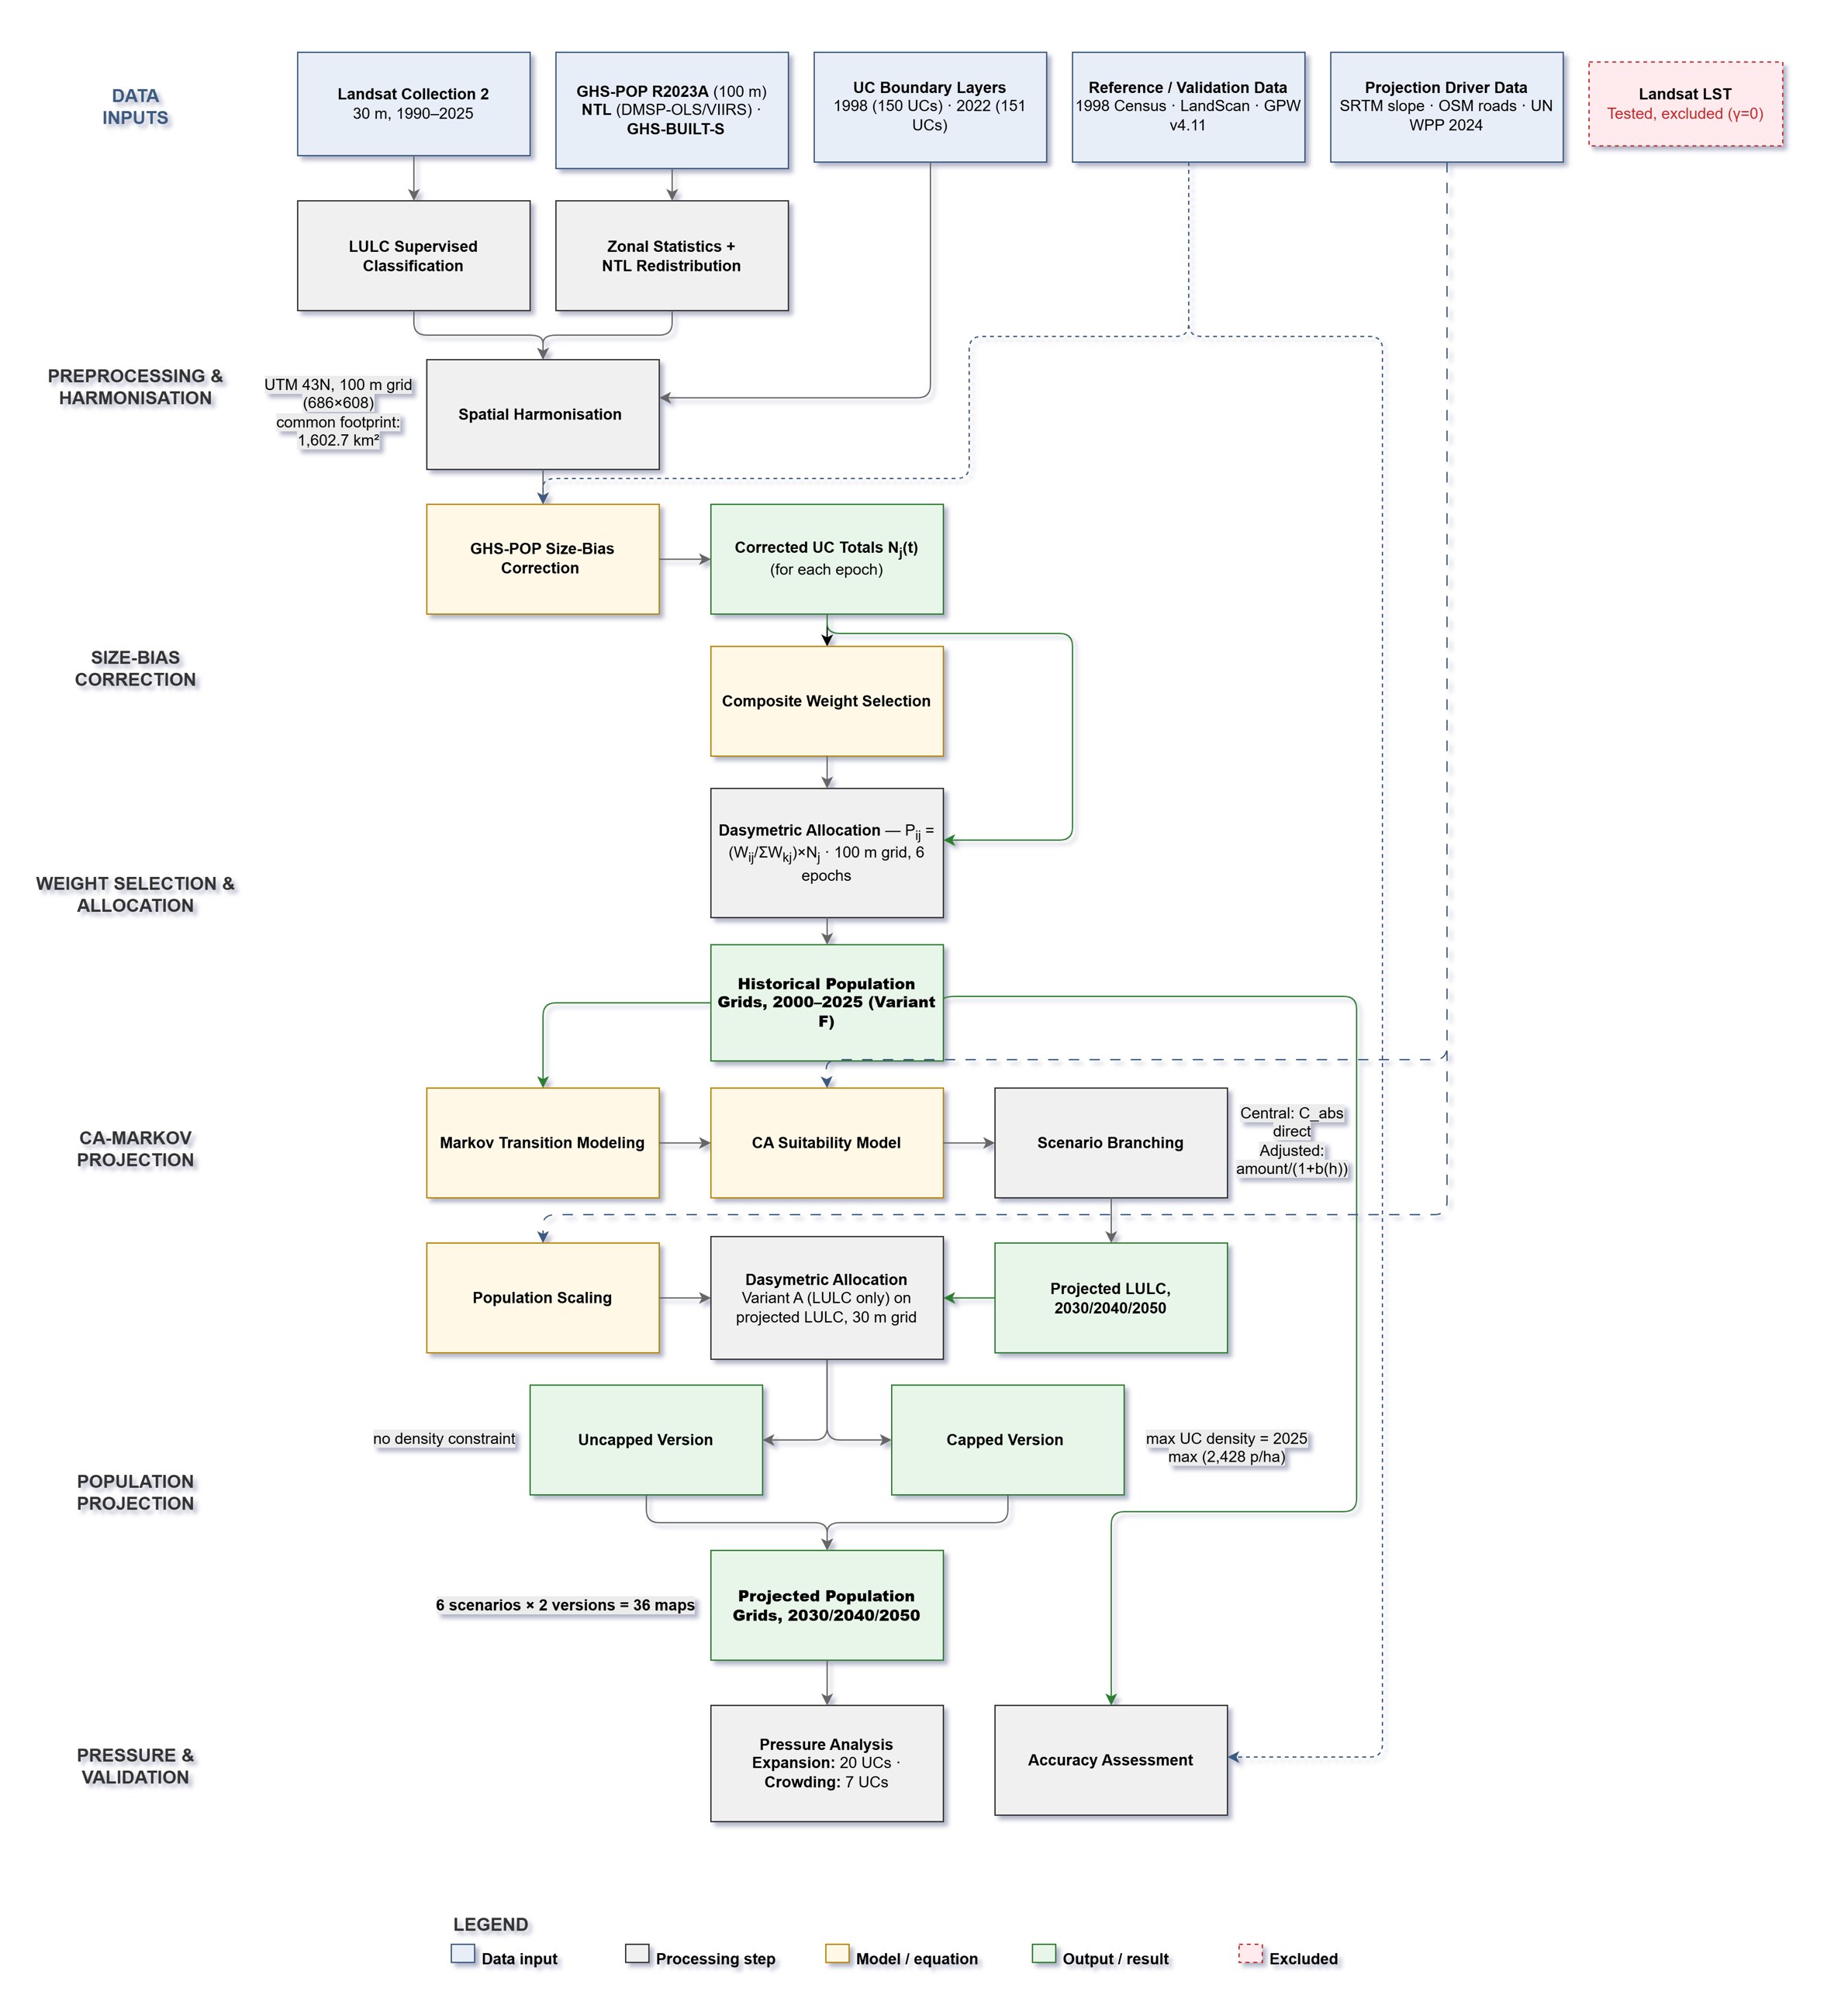 DATA
INPUTS
Landsat Collection 2
30 m, 1990–2025
GHS-POP R2023A (100 m)
NTL (DMSP-OLS/VIIRS) ·
GHS-BUILT-S
UC Boundary Layers
1998 (150 UCs) · 2022 (151
UCs)
Reference / Validation Data
1998 Census · LandScan · GPW
v4.11
Projection Driver Data
SRTM slope · OSM roads · UN
WPP 2024
Landsat LST
Tested, excluded (γ=0)
LULC Supervised
Classification
Zonal Statistics +
NTL Redistribution
PREPROCESSING &
HARMONISATION
UTM 43N, 100 m grid
(686×608)
common footprint:
1,602.7 km²
Spatial Harmonisation
GHS-POP Size-Bias
Correction
Corrected UC Totals Nj(t)
(for each epoch)
SIZE-BIAS
CORRECTION
Composite Weight Selection
WEIGHT SELECTION &
ALLOCATION
Dasymetric Allocation — Pij =
(Wij/ΣWkj)×Nj · 100 m grid, 6
epochs
Historical Population
Grids, 2000–2025 (Variant
F)
CA-MARKOV
PROJECTION
Markov Transition Modeling
CA Suitability Model
Scenario Branching
Central: C_abs
direct
Adjusted:
amount/(1+b(h))
Population Scaling
Dasymetric Allocation
Variant A (LULC only) on
projected LULC, 30 m grid
Projected LULC,
2030/2040/2050
POPULATION
PROJECTION
no density constraint
Uncapped Version
Capped Version
max UC density = 2025
max (2,428 p/ha)
6 scenarios × 2 versions = 36 maps
Projected Population
Grids, 2030/2040/2050
PRESSURE &
VALIDATION
Pressure Analysis
Expansion: 20 UCs ·
Crowding: 7 UCs
Accuracy Assessment
LEGEND
Data input
Processing step
Model / equation
Output / result
Excluded